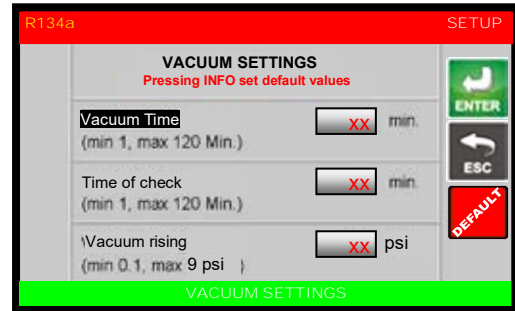 R134a SETUP
VACUUM SETTINGS
Pressing INFO set default values
Vacuum Time xx min.
(min 1, max 120 Min.)
ENTER
Time of check xx min.
(min 1, max 120 Min.)
ESC
DEFAULT
\Vacuum rising xx psi
(min 0.1, max 9 psi )
VACUUM SETTINGS